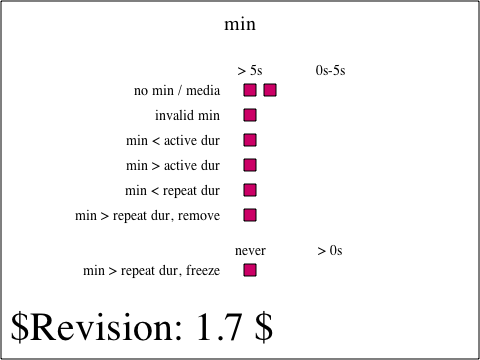 min
> 5s 0s-5s
no min / media
invalid min
min < active dur
min > active dur
min < repeat dur
min > repeat dur, remove
never > 0s
min > repeat dur, freeze
$Revision: 1.7 $